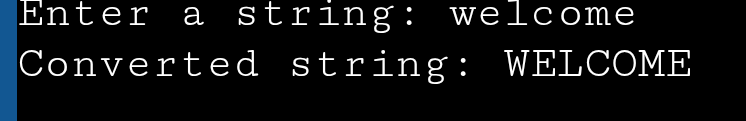 Enter a string: welcome
Converted string: WELCOME